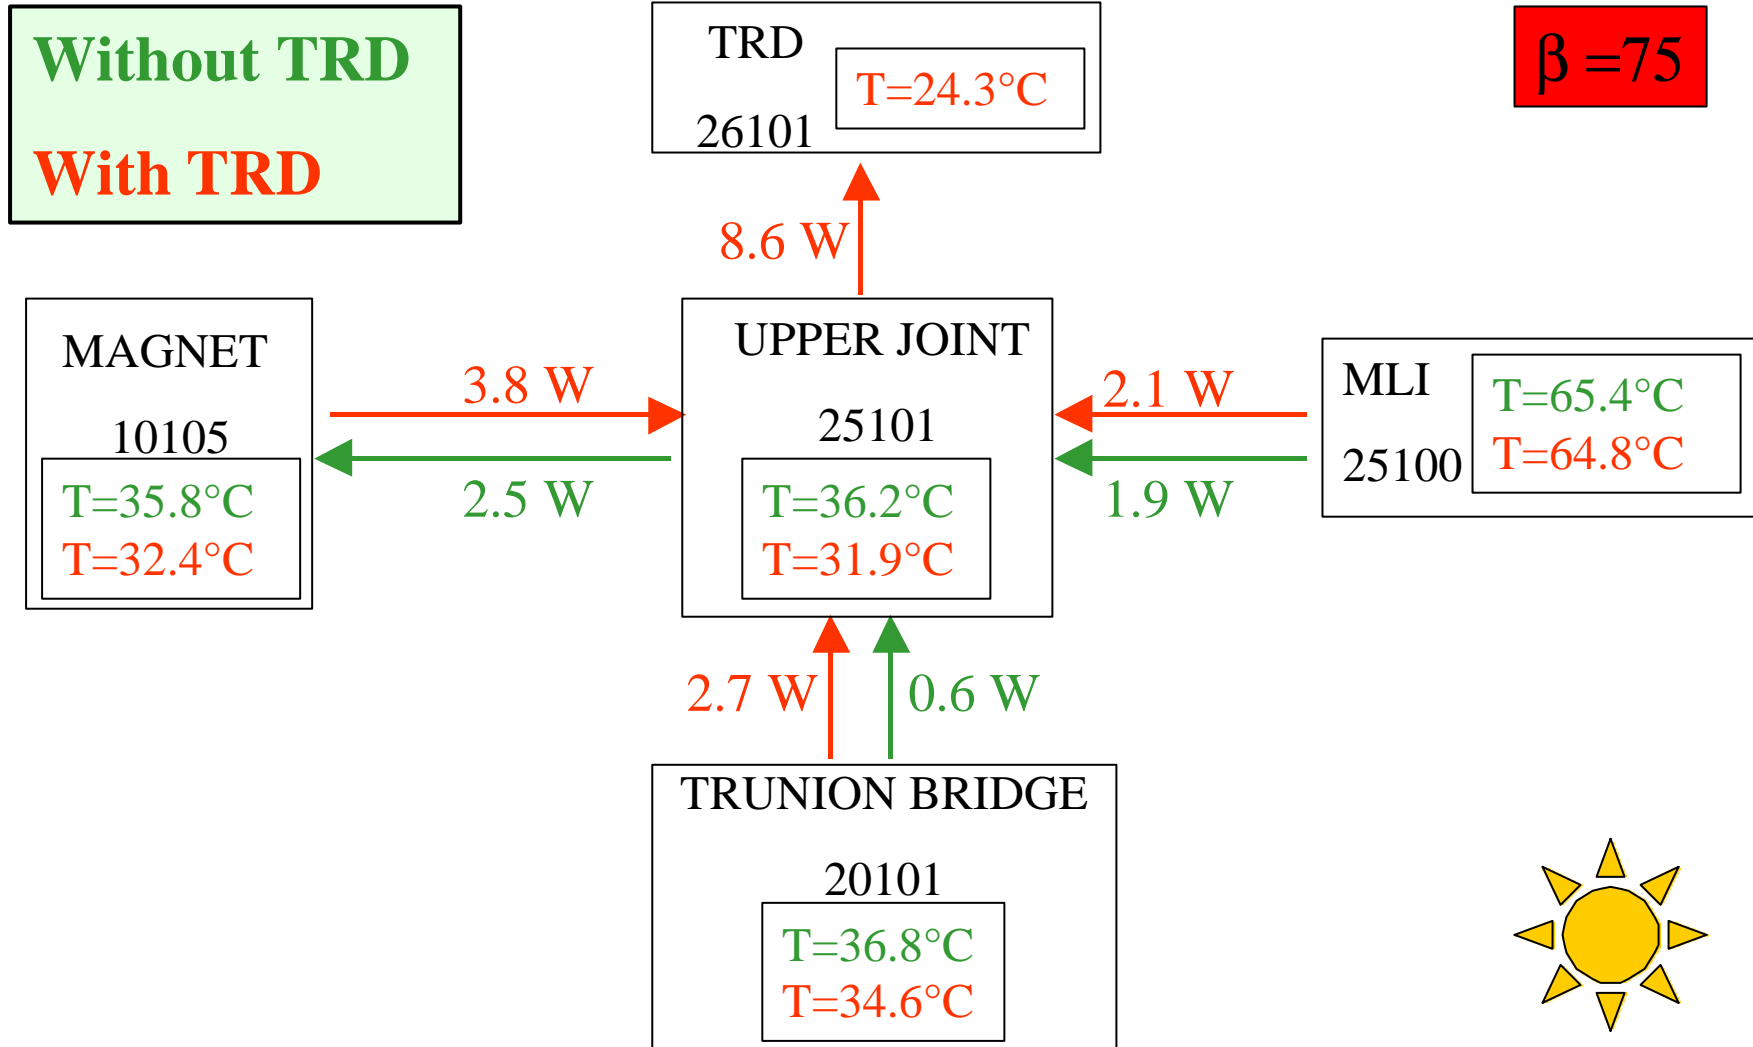 Without TRD
With TRD
TRD
26101
T=24.3°C
β =75
8.6 W
MAGNET
10105
T=35.8°C
T=32.4°C
3.8 W
2.5 W
UPPER JOINT
25101
T=36.2°C
T=31.9°C
2.1 W
1.9 W
MLI
25100
T=65.4°C
T=64.8°C
2.7 W
0.6 W
TRUNION BRIDGE
20101
T=36.8°C
T=34.6°C